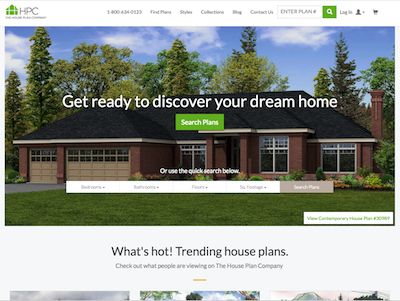 HPC
THE HOUSE PLAN COMPANY
1-800-634-0123
Find Plans
Styles
Collections
Blog
Contact Us
ENTER PLAN #
Log In
Get ready to discover your dream home
Search Plans
Or use the quick search below.
Bedrooms
Bathrooms
Floors
Sq. Footage
Search Plans
View Contemporary House Plan #30989
What's hot! Trending house plans.
Check out what people are viewing on The House Plan Company